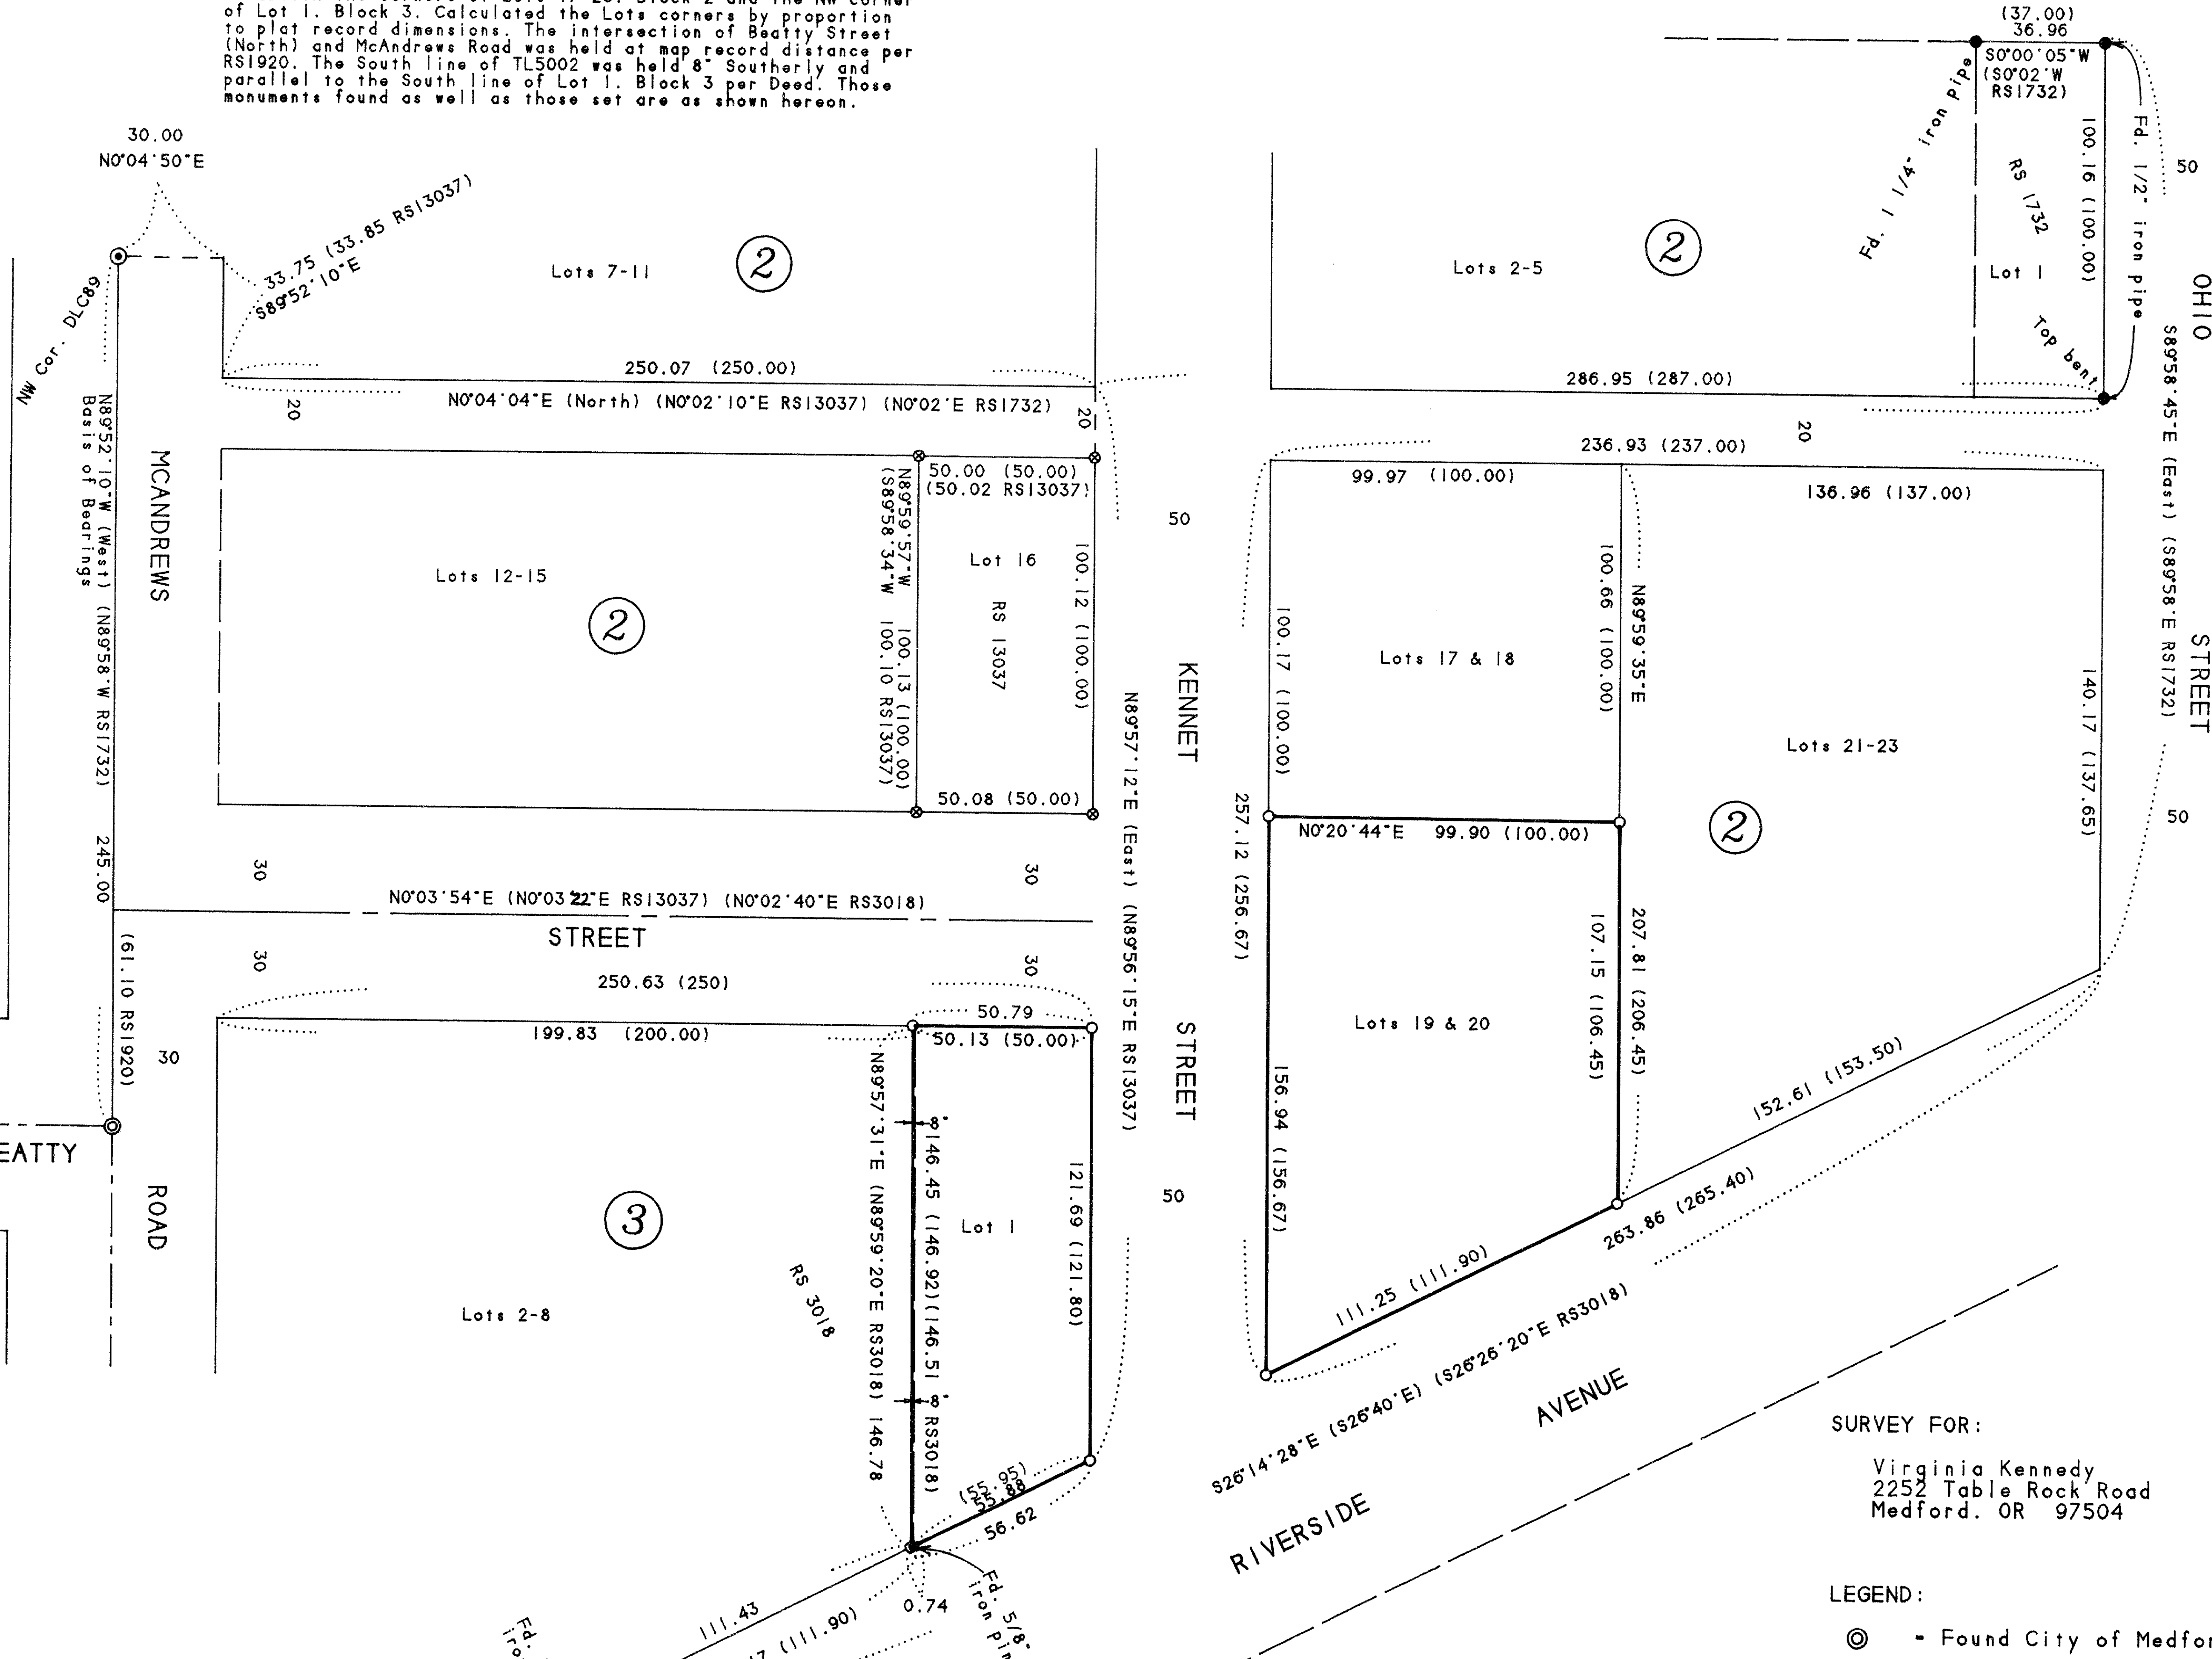 of Lot 1. Block 3. Calculated the Lots corners by proportion
to plat record dimensions. The intersection of Beatty Street
(North) and McAndrews Road was held at map record distance per
RS1920. The South line of TL5002 was held 8" Southerly and
parallel to the South line of Lot 1. Block 3 per Deed. Those
monuments found as well as those set are as shown hereon.
30.00
N0°04'50"E
33.75 (33.85 RS13037)
S89°52'10"E
NW Cor. DLC89
Lots 7-11
2
250.07 (250.00)
N0°04'04"E (North) (N0°02'10"E RS13037) (N0°02'E RS1732)
20
20
(37.00)
36.96
S0°00'05"W
(S0°02'W
RS1732)
Fd. 1 1/4" iron pipe
Fd. 1/2" iron pipe
100.16 (100.00)
RS 1732
Lot 1
Top bent
Lots 2-5
2
286.95 (287.00)
50
OHIO
STREET
S89°58'45"E (East) (S89°58'E RS1732)
50
236.93 (237.00)
20
99.97 (100.00)
136.96 (137.00)
N89°52'10"W (West) (N89°58'W RS1732)
Basis of Bearings
245.00
(61.10 RS1920)
MCANDREWS
ROAD
30
EATTY
Lots 12-15
2
50.00 (50.00)
(50.02 RS13037)
N89°59'57"W 100.13 (100.00)
(S89°58'34"W 100.10 RS13037)
Lot 16
RS 13037
100.12 (100.00)
50.08 (50.00)
50
KENNET
STREET
50
N89°57'12"E (East) (N89°56'15"E RS13037)
100.17 (100.00)
Lots 17 & 18
100.66 (100.00)
N89°59'35"E
Lots 21-23
2
140.17 (137.65)
257.12 (256.67)
N0°20'44"E 99.90 (100.00)
Lots 19 & 20
107.15 (106.45)
207.81 (206.45)
156.94 (156.67)
152.61 (153.50)
111.25 (111.90)
263.86 (265.40)
30
30
N0°03'54"E (N0°03'22"E RS13037) (N0°02'40"E RS3018)
STREET
30
30
250.63 (250)
199.83 (200.00)
50.79
50.13 (50.00)
8"
8"
N89°57'31"E (N89°59'20"E RS3018) 146.78
146.45 (146.92)(146.51 RS3018)
Lot 1
121.69 (121.80)
3
RS 3018
Lots 2-8
(55.95)
55.88
56.62
0.74
Fd. 5/8"
iron pin
111.43
7 (111.90)
Fd.
S26°14'28"E (S26°40'E) (S26°26'20"E RS3018)
RIVERSIDE
AVENUE
SURVEY FOR:
Virginia Kennedy
2252 Table Rock Road
Medford. OR 97504
LEGEND:
- Found City of Medfor